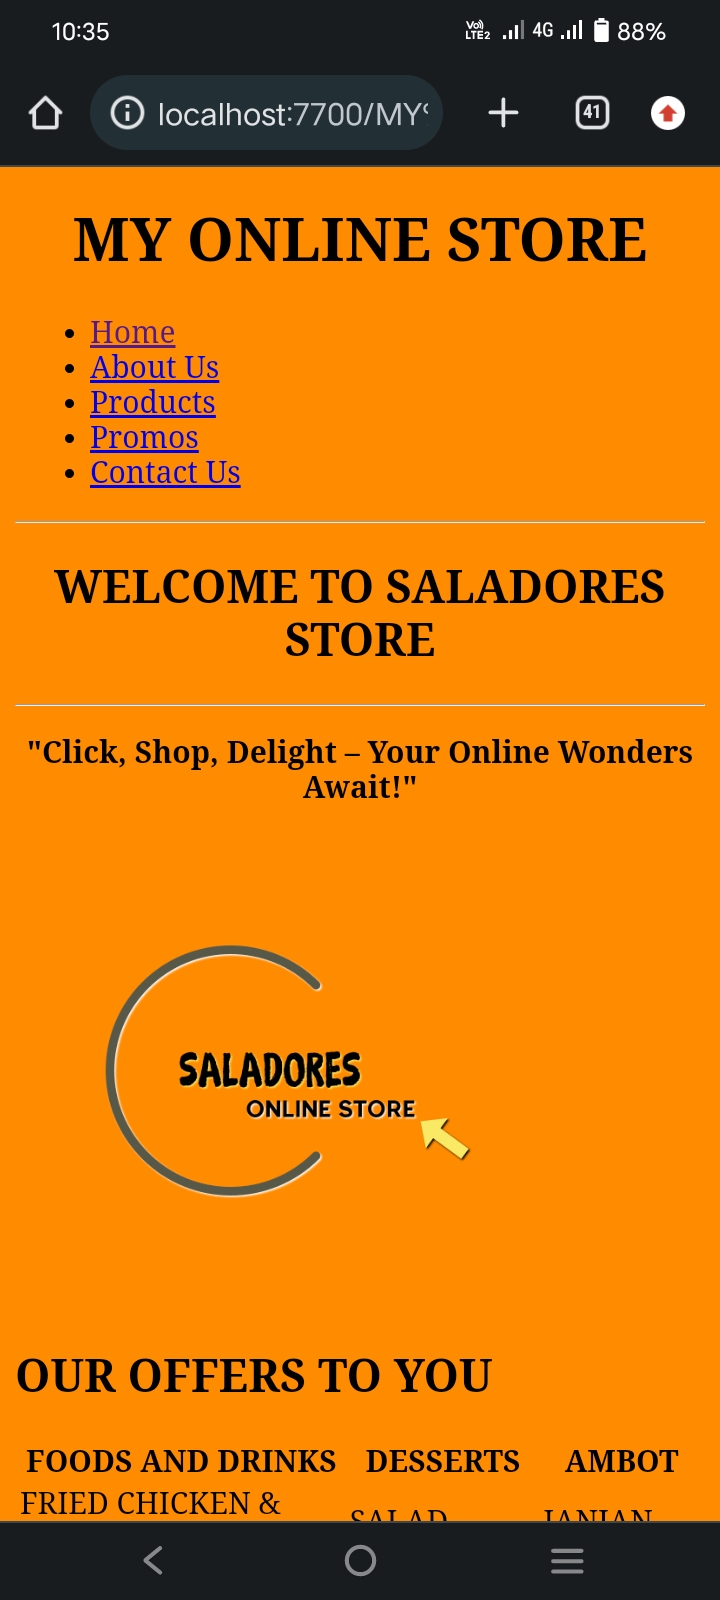 10:35
Vo)) LTE2 4G 88%
localhost:7700/MY
41
MY ONLINE STORE
Home
About Us
Products
Promos
Contact Us
WELCOME TO SALADORES
STORE
"Click, Shop, Delight – Your Online Wonders
Await!"
SALADORES
ONLINE STORE
OUR OFFERS TO YOU
FOODS AND DRINKS DESSERTS AMBOT
FRIED CHICKEN &
SALAD JANJAN